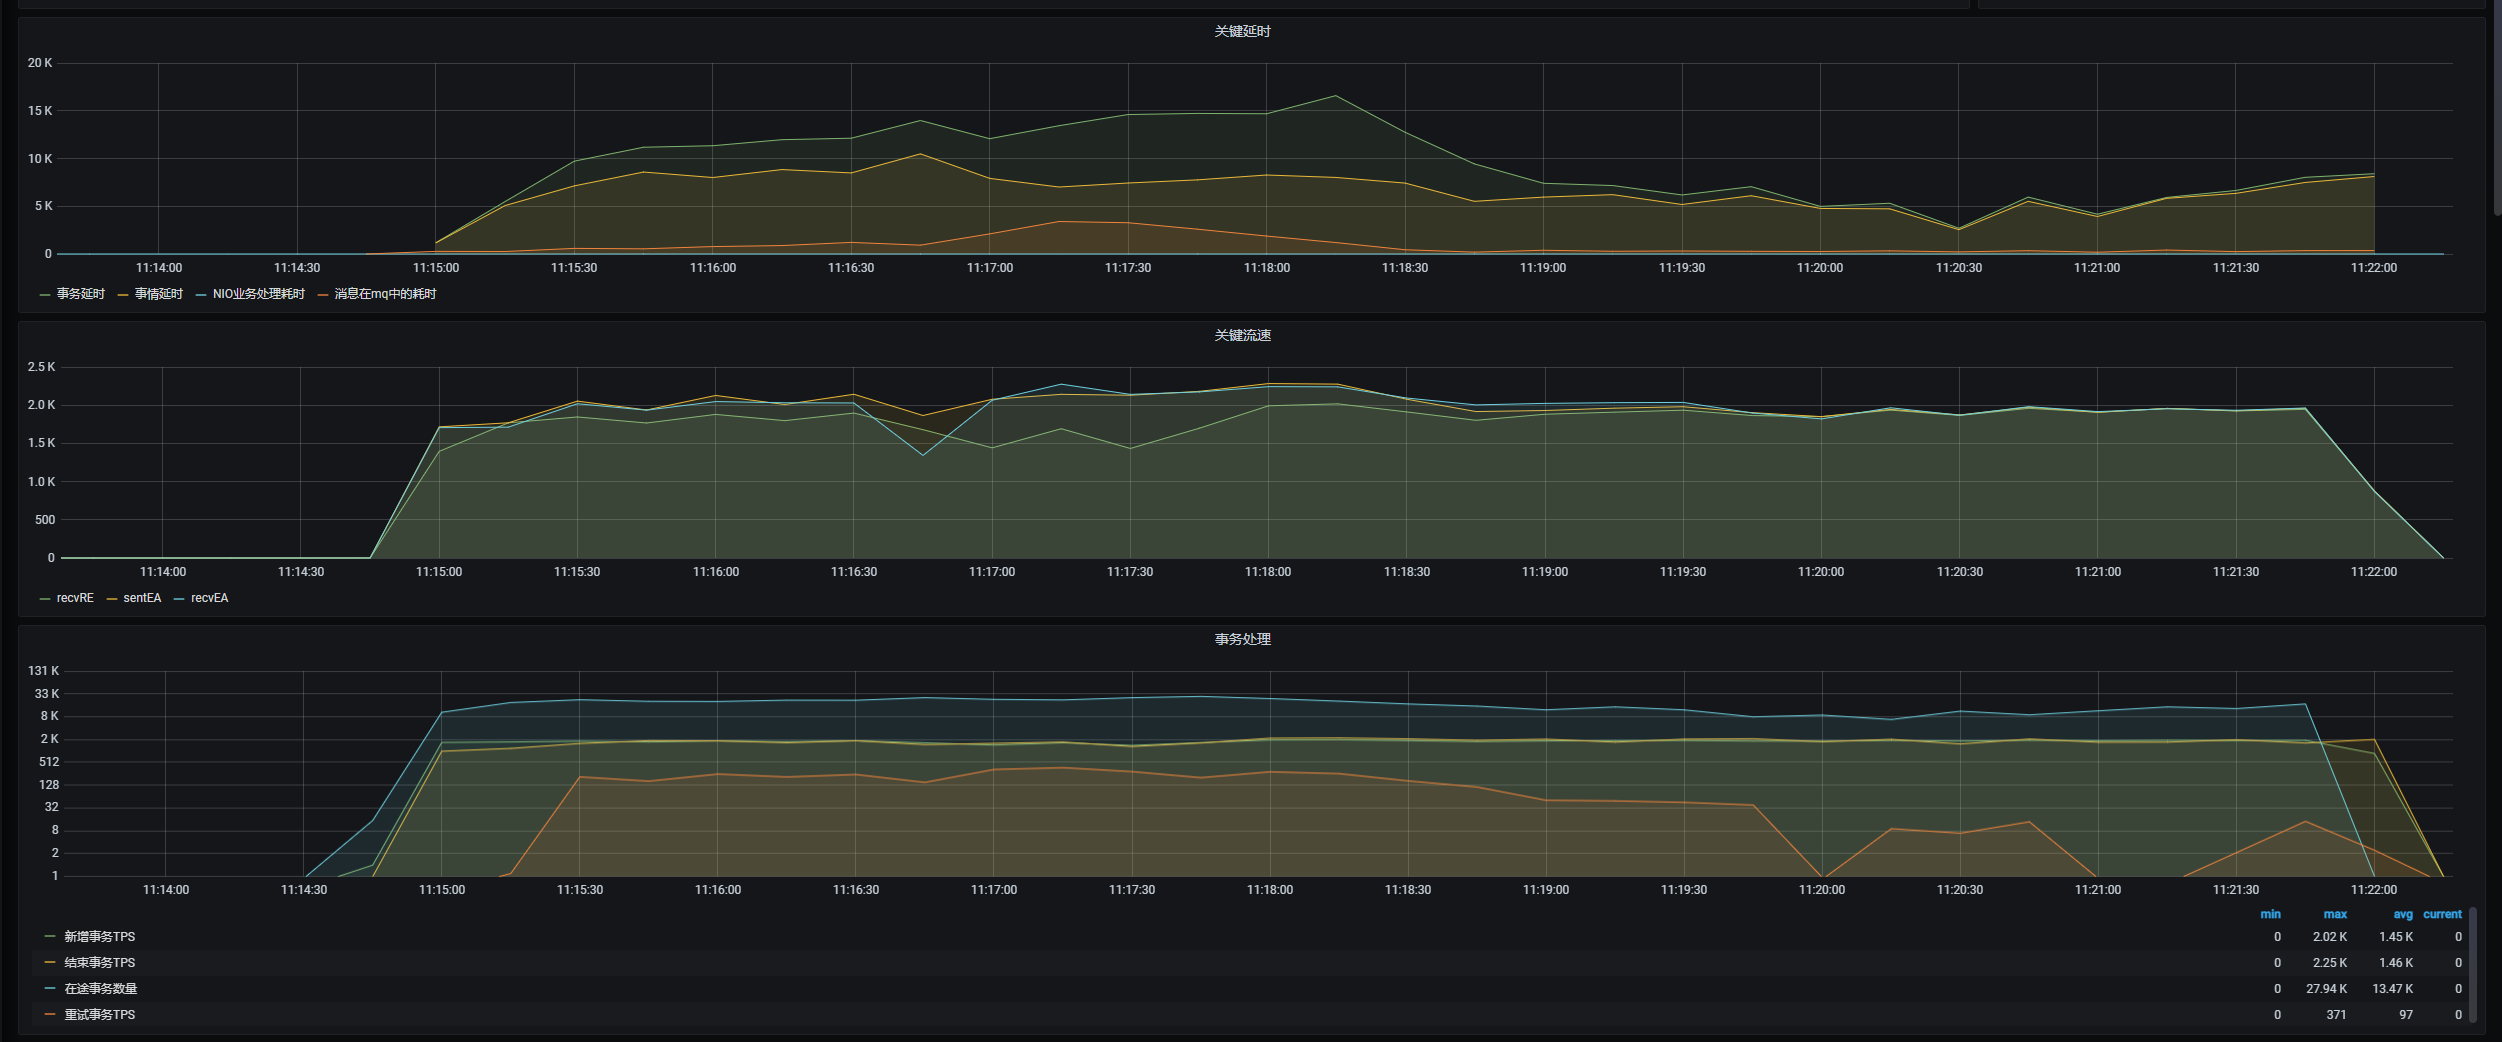 关键延时
20 K
15 K
10 K
5 K
0
11:14:00 11:14:30 11:15:00 11:15:30 11:16:00 11:16:30 11:17:00 11:17:30 11:18:00 11:18:30 11:19:00 11:19:30 11:20:00 11:20:30 11:21:00 11:21:30 11:22:00
事务延时 事情延时 NIO业务处理耗时 消息在mq中的耗时
关键流速
2.5 K
2.0 K
1.5 K
1.0 K
500
0
11:14:00 11:14:30 11:15:00 11:15:30 11:16:00 11:16:30 11:17:00 11:17:30 11:18:00 11:18:30 11:19:00 11:19:30 11:20:00 11:20:30 11:21:00 11:21:30 11:22:00
recvRE sentEA recvEA
事务处理
131 K
33 K
8 K
2 K
512
128
32
8
2
1
11:14:00 11:14:30 11:15:00 11:15:30 11:16:00 11:16:30 11:17:00 11:17:30 11:18:00 11:18:30 11:19:00 11:19:30 11:20:00 11:20:30 11:21:00 11:21:30 11:22:00
min max avg current
新增事务TPS 0 2.02 K 1.45 K 0
结束事务TPS 0 2.25 K 1.46 K 0
在途事务数量 0 27.94 K 13.47 K 0
重试事务TPS 0 371 97 0